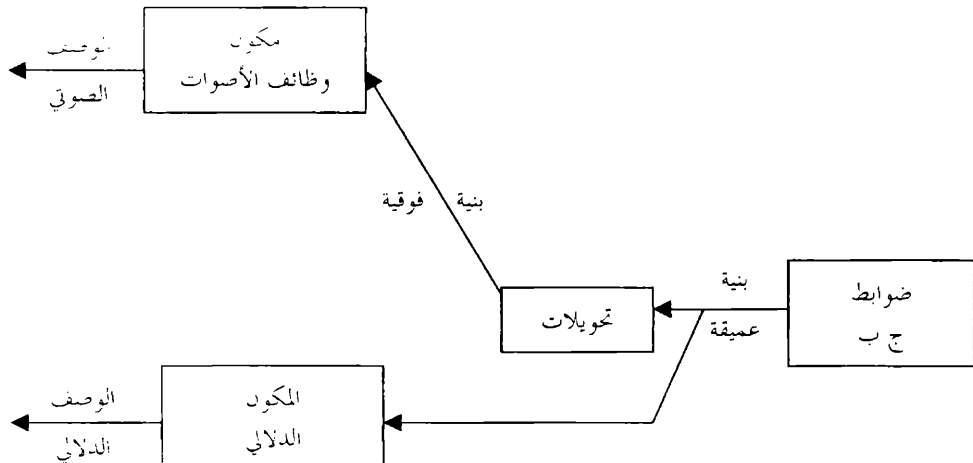 مكون
وظائف الأصوات
الوصف
الصوتي
بنية فوقية
ضوابط
ج ب
بنية
عميقة
تحويلات
المكون
الدلالي
الوصف
الدلالي